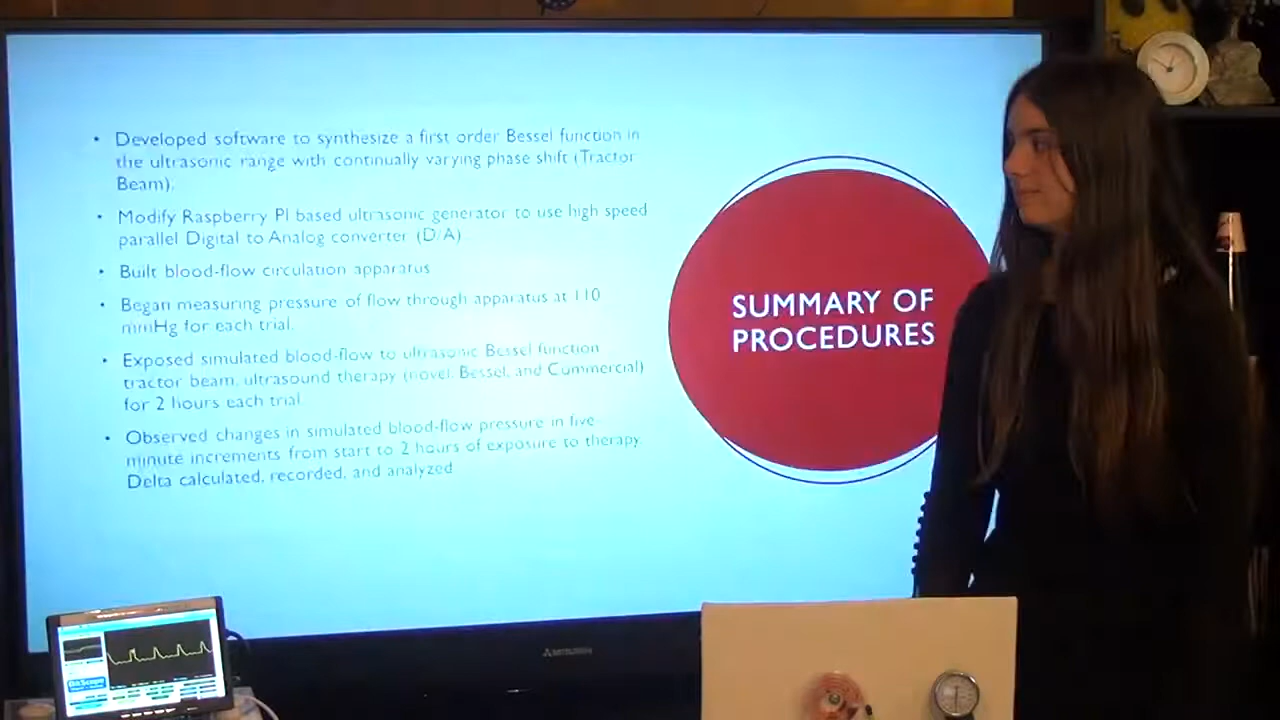 Developed software to synthesize a first order Bessel function in
the ultrasonic range with continually varying phase shift (Tractor
Beam).
Modify Raspberry PI based ultrasonic generator to use high speed
parallel Digital to Analog converter (D/A)
Built blood-flow circulation apparatus
Began measuring pressure of flow through apparatus at 110
mmHg for each trial.
Exposed simulated blood-flow to ultrasonic Bessel function
tractor beam, ultrasound therapy (novel, Bessel, and Commercial)
for 2 hours each trial
Observed changes in simulated blood-flow pressure in five
minute increments from start to 2 hours of exposure to therapy.
Delta calculated, recorded, and analyzed
SUMMARY OF
PROCEDURES
MITSUBISHI
BitScope